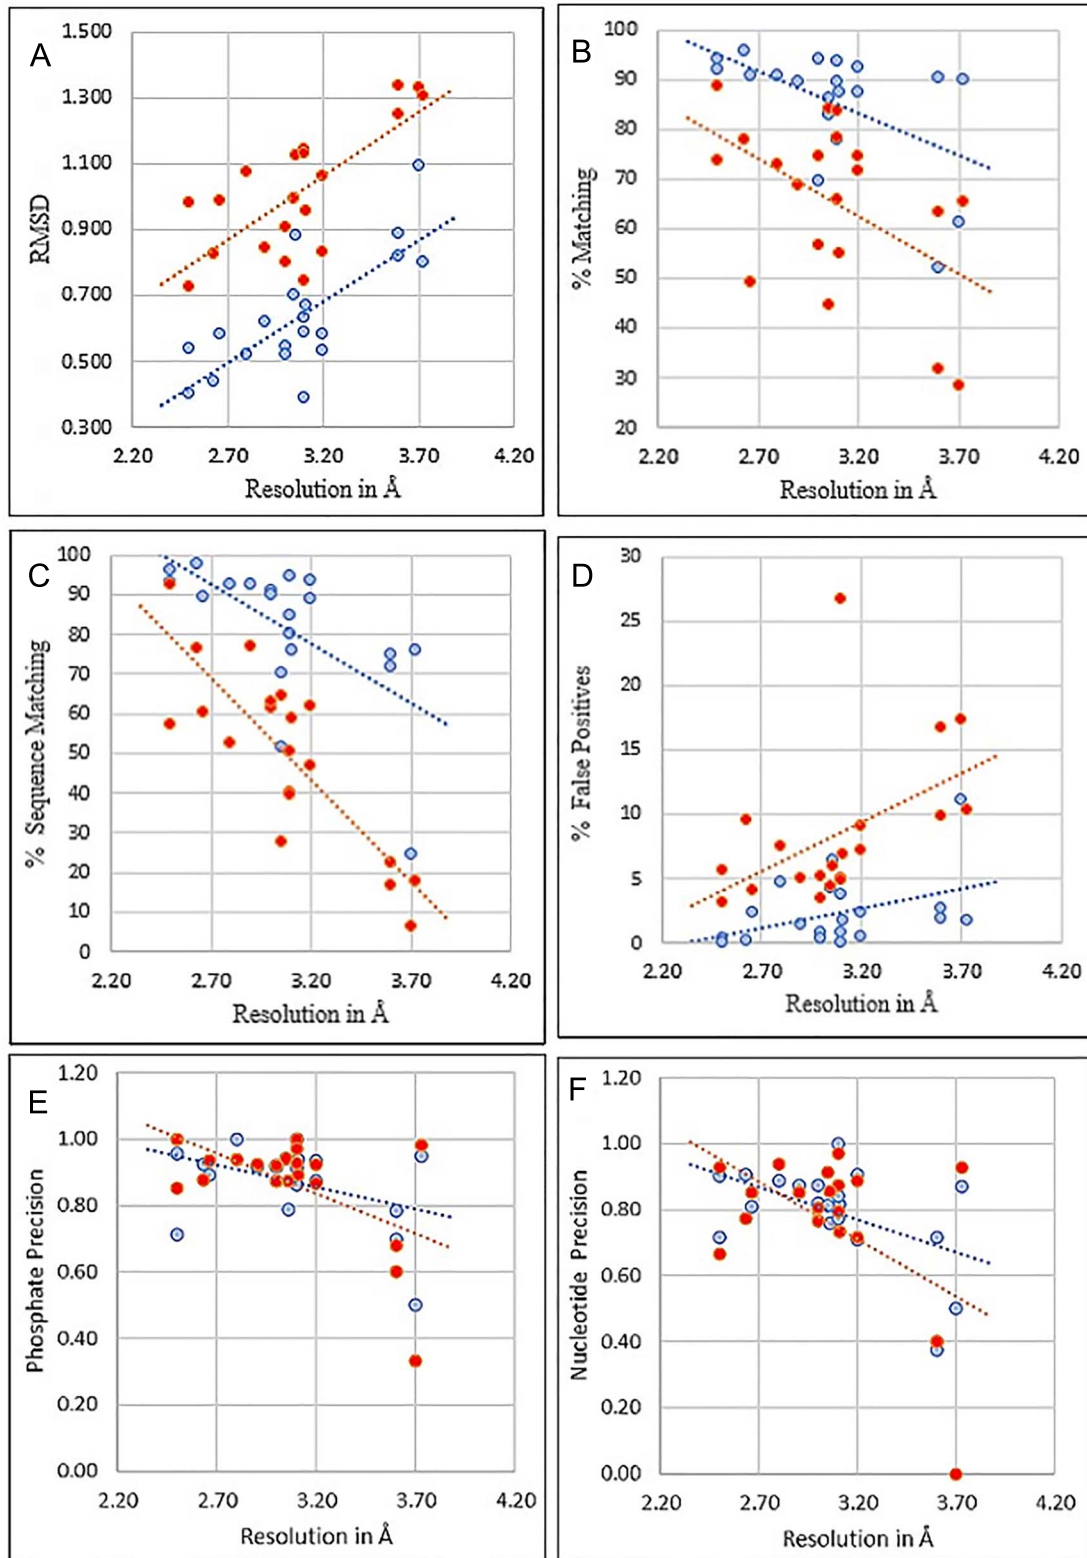 A
1.500
1.300
1.100
0.900
0.700
0.500
0.300
RMSD
2.20 2.70 3.20 3.70 4.20
Resolution in Å
B
100
90
80
70
60
50
40
30
20
% Matching
2.20 2.70 3.20 3.70 4.20
Resolution in Å
C
100
90
80
70
60
50
40
30
20
10
0
% Sequence Matching
2.20 2.70 3.20 3.70 4.20
Resolution in Å
D
30
25
20
15
10
5
0
% False Positives
2.20 2.70 3.20 3.70 4.20
Resolution in Å
E
1.20
1.00
0.80
0.60
0.40
0.20
0.00
Phosphate Precision
2.20 2.70 3.20 3.70 4.20
Resolution in Å
F
1.20
1.00
0.80
0.60
0.40
0.20
0.00
Nucleotide Precision
2.20 2.70 3.20 3.70 4.20
Resolution in Å